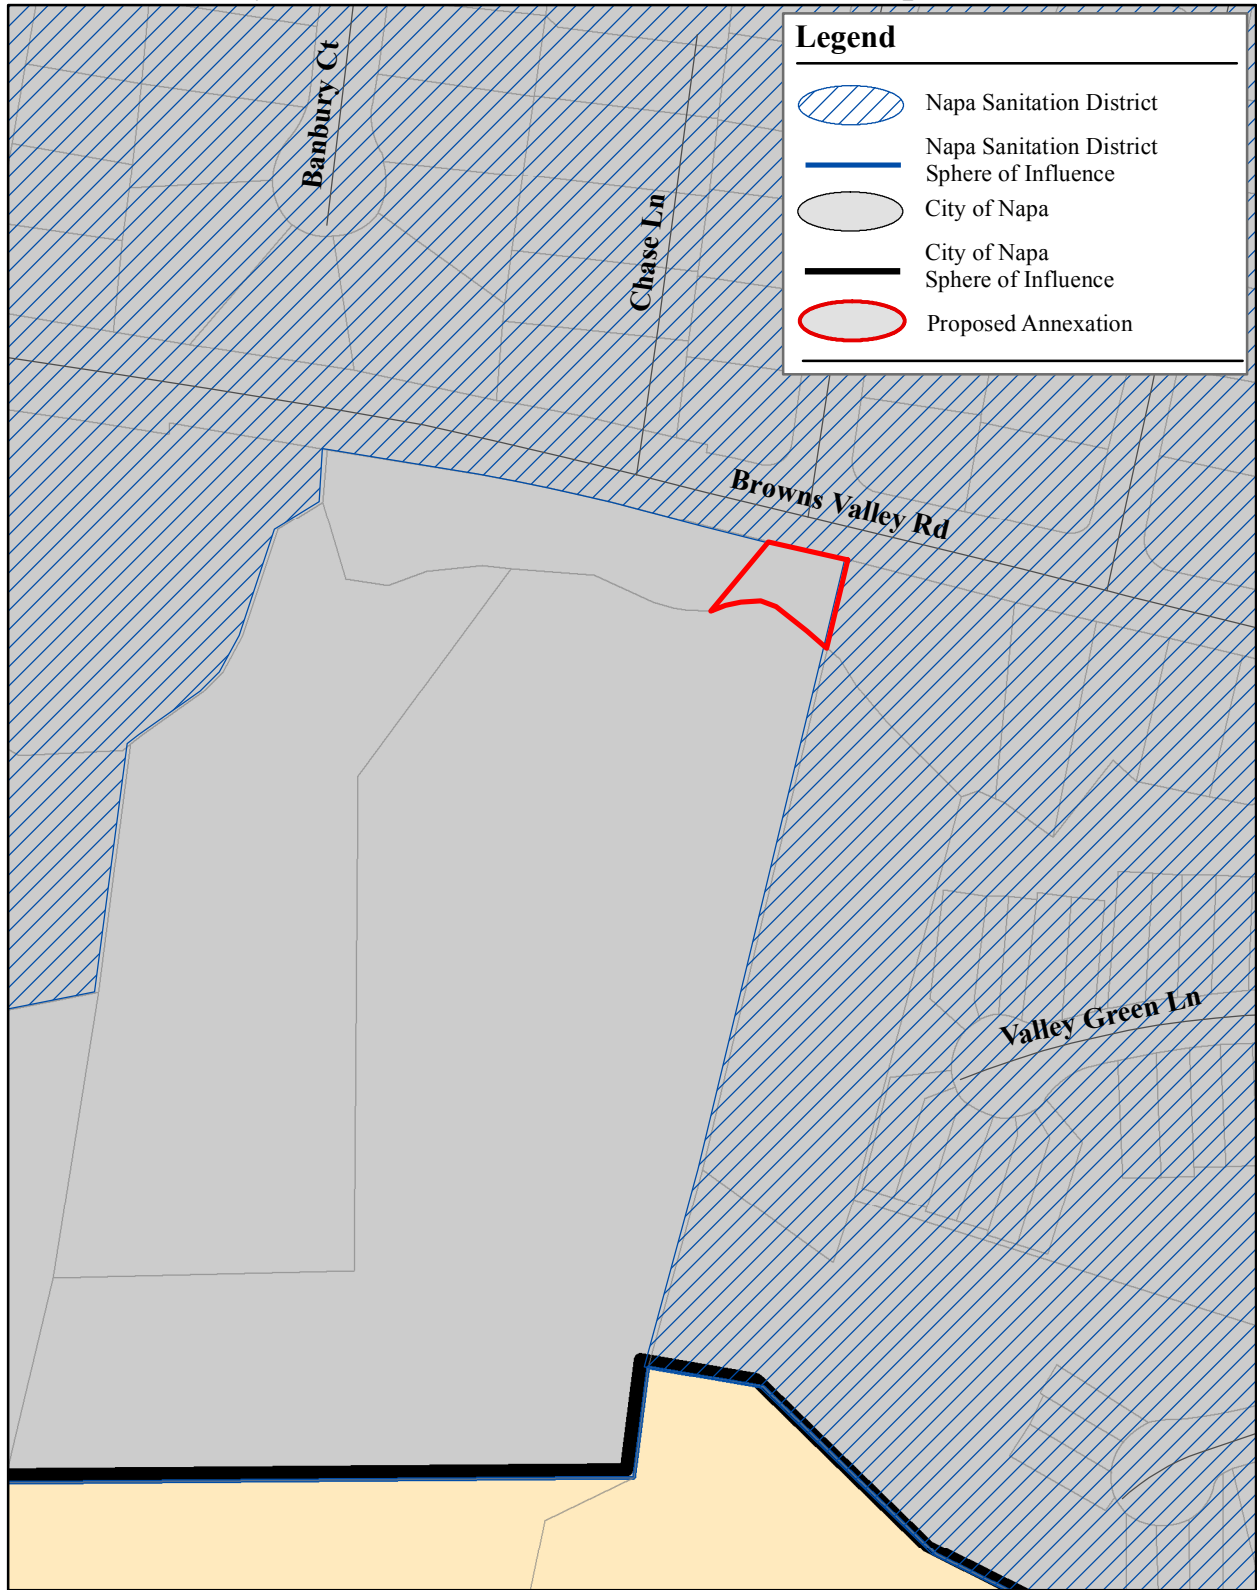 Legend
Napa Sanitation District
Napa Sanitation District
Sphere of Influence
City of Napa
City of Napa
Sphere of Influence
Proposed Annexation
Banbury Ct
Chase Ln
Browns Valley Rd
Valley Green Ln